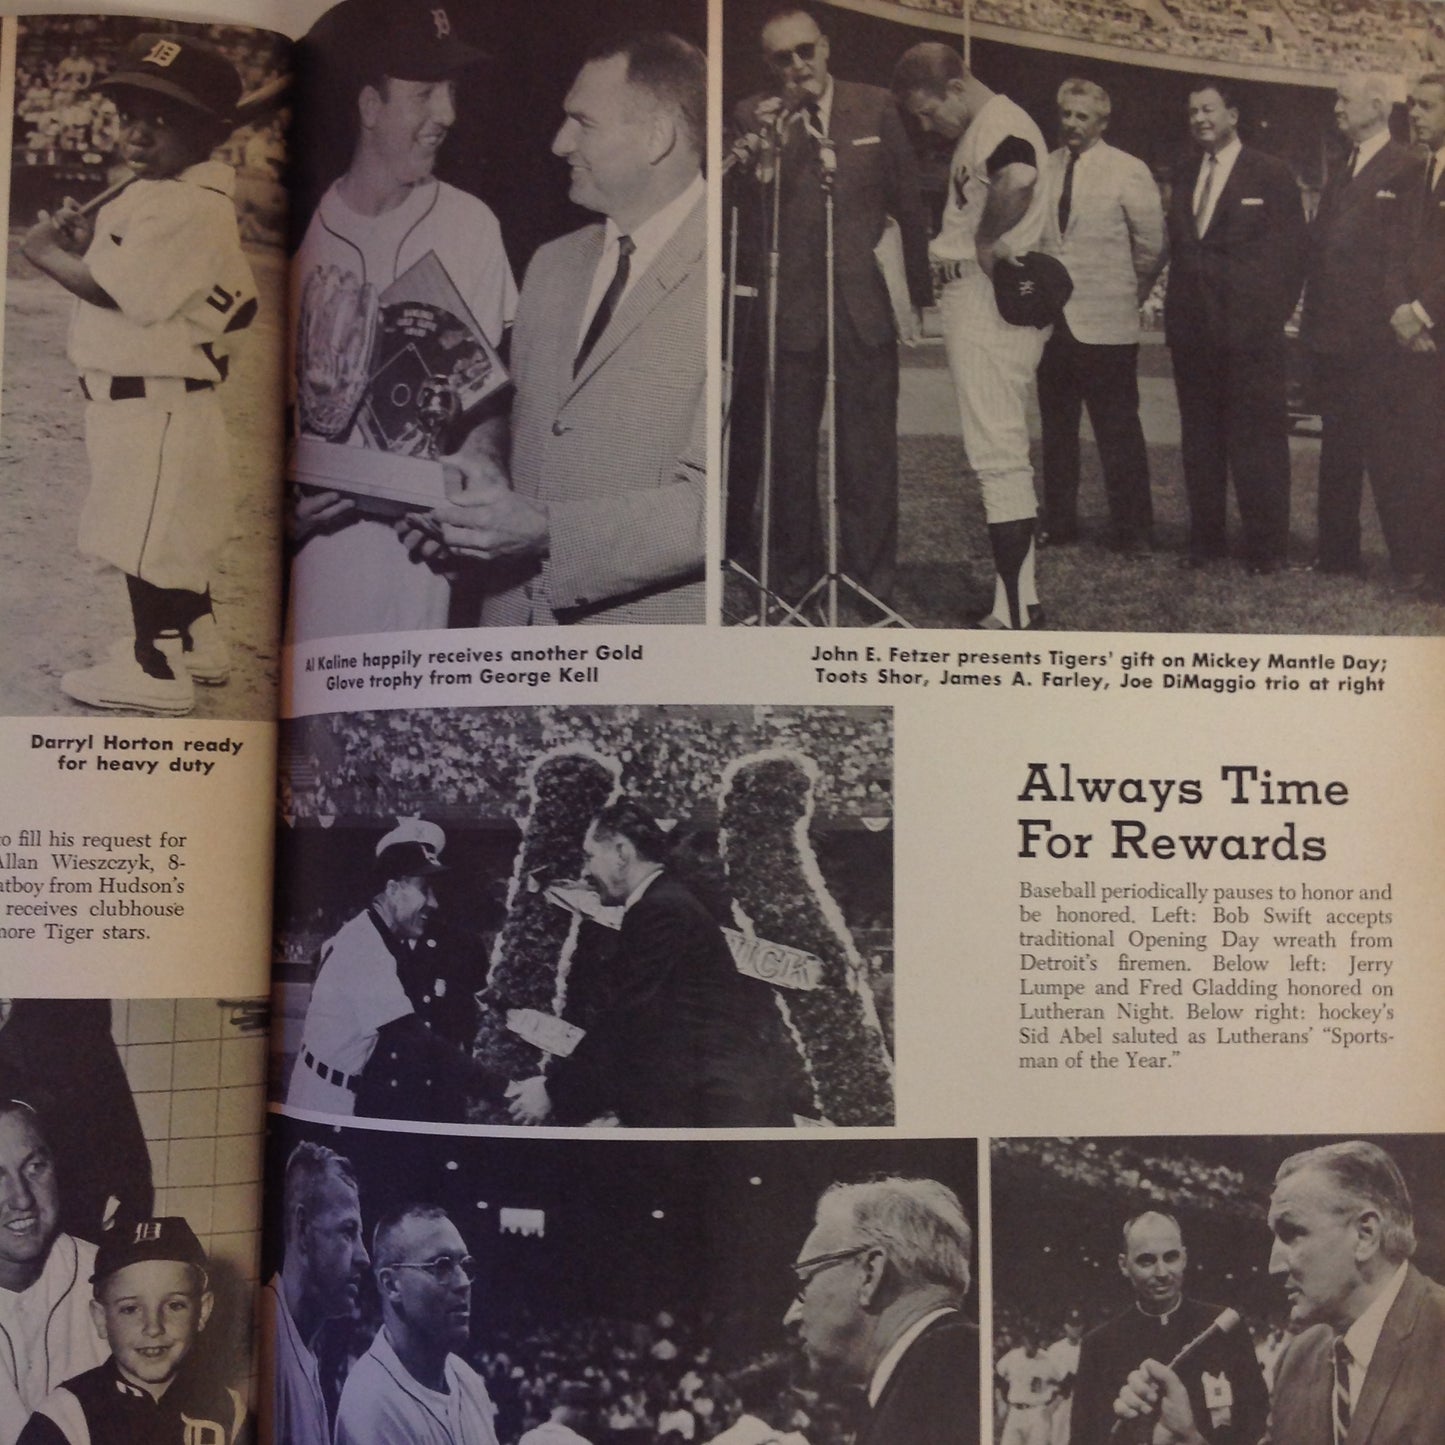 Darryl Horton ready
for heavy duty
to fill his request for
Allan Wieszczyk, 8-
from Hudson's
receives clubhouse
more Tiger stars.
U.
Al Kaline happily receives another Gold
Glove trophy from George Kell
John E. Fetzer presents Tigers' gift on Mickey Mantle Day;
Toots Shor, James A. Farley, Joe DiMaggio trio at right
Always Time
For Rewards
Baseball periodically pauses to honor and
be honored. Left: Bob Swift accepts
traditional Opening Day wreath from
Detroit's firemen. Below left: Jerry
Lumpe and Fred Gladding honored on
Lutheran Night. Below right: hockey's
Sid Abel saluted as Lutherans' "Sports-
man of the Year."